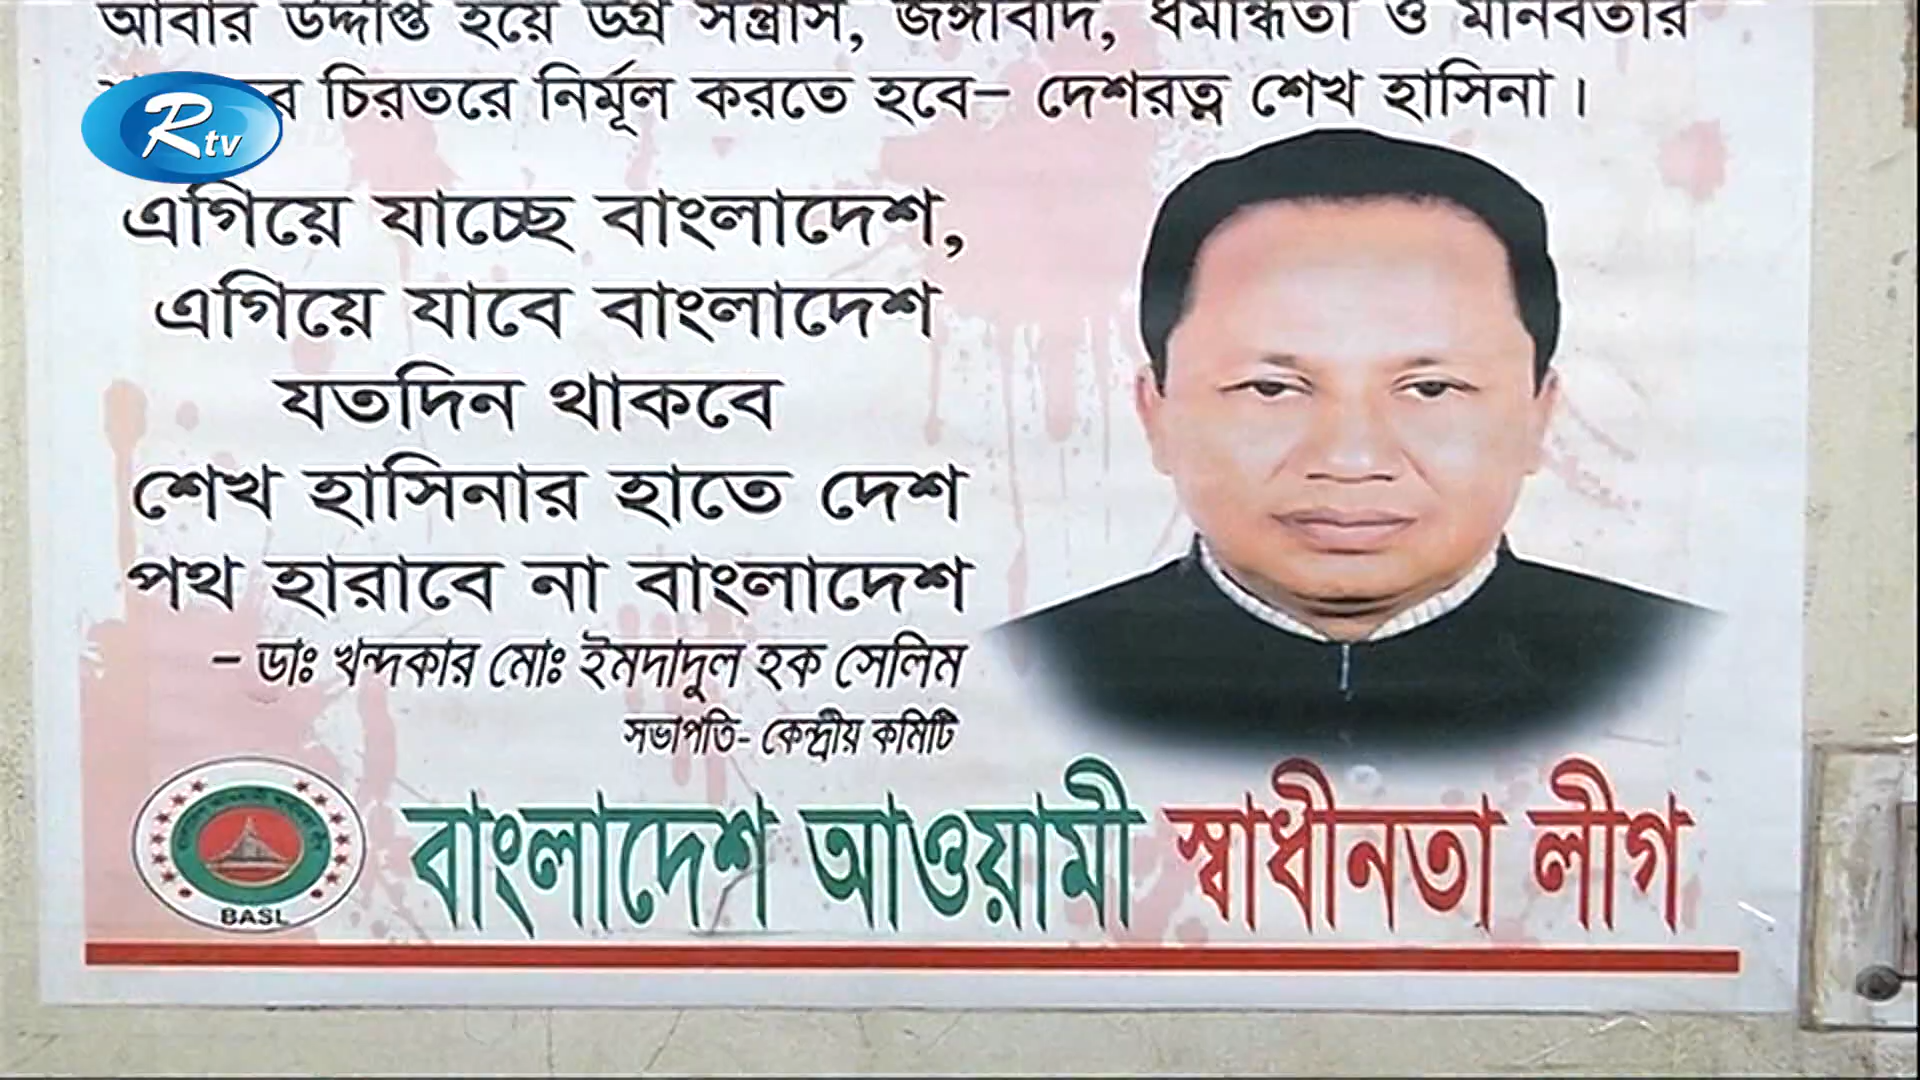 আবার উদ্দীপ্ত হয়ে উগ্র সন্ত্রাস, জঙ্গীবাদ, ধর্মান্ধতা ও মানবতার
চিরতরে নির্মূল করতে হবে- দেশরত্ন শেখ হাসিনা।
Rtv
এগিয়ে যাচ্ছে বাংলাদেশ,
এগিয়ে যাবে বাংলাদেশ
যতদিন থাকবে
শেখ হাসিনার হাতে দেশ
পথ হারাবে না বাংলাদেশ
- ডাঃ খন্দকার মোঃ ইমদাদুল হক সেলিম
সভাপতি- কেন্দ্রীয় কমিটি
BASL
বাংলাদেশ আওয়ামী স্বাধীনতা লীগ